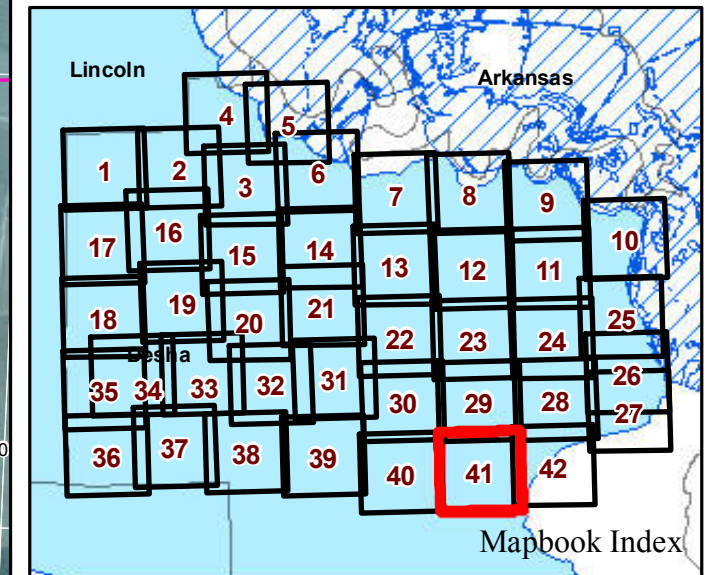 Lincoln
Arkansas
4
5
1 2 3 6 7 8 9
17 16 15 14 13 12 11 10
18 19 20 21 22 23 24 25
Desha
35 34 33 32 31 30 29 28 26
27
36 37 38 39 40 41 42
Mapbook Index
0